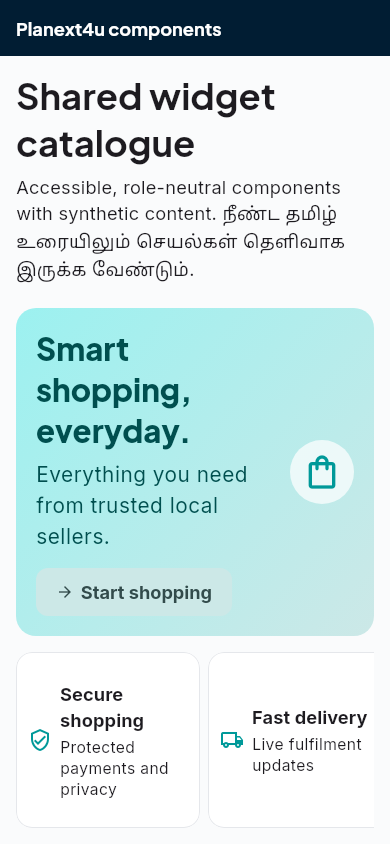 Planext4u components
Shared widget
catalogue
Accessible, role-neutral components
with synthetic content. நீண்ட தமிழ்
உரையிலும் செயல்கள் தெளிவாக
இருக்க வேண்டும்.
Smart
shopping,
everyday.
Everything you need
from trusted local
sellers.
Start shopping
Secure
shopping
Protected
payments and
privacy
Fast delivery
Live fulfilment
updates